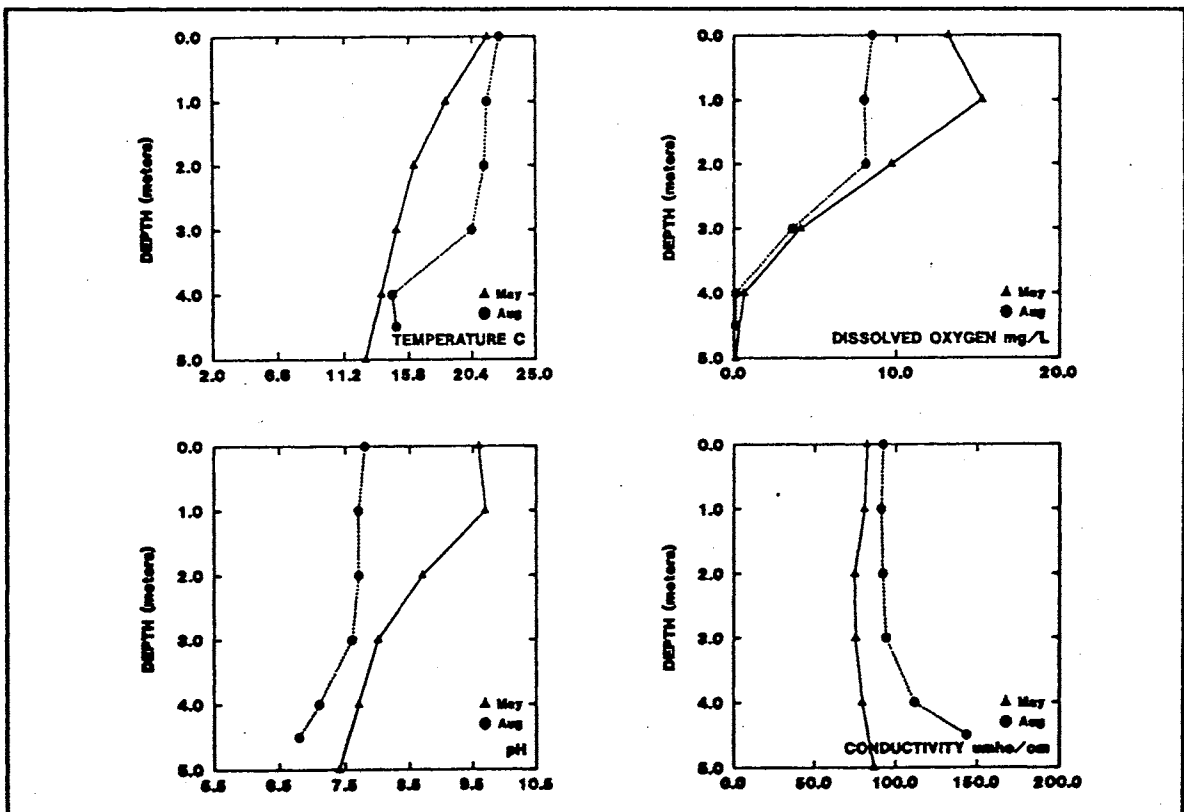 0.0
1.0
2.0
3.0
4.0
5.0
DEPTH (meters)
May
Aug
TEMPERATURE C
2.0 6.6 11.2 15.8 20.4 25.0
0.0
1.0
2.0
3.0
4.0
5.0
DEPTH (meters)
May
Aug
DISSOLVED OXYGEN mg/L
0.0 10.0 20.0
0.0
1.0
2.0
3.0
4.0
5.0
DEPTH (meters)
May
Aug
pH
5.5 6.5 7.5 8.5 9.5 10.5
0.0
1.0
2.0
3.0
4.0
5.0
DEPTH (meters)
May
Aug
CONDUCTIVITY umho/cm
0.0 50.0 100.0 150.0 200.0